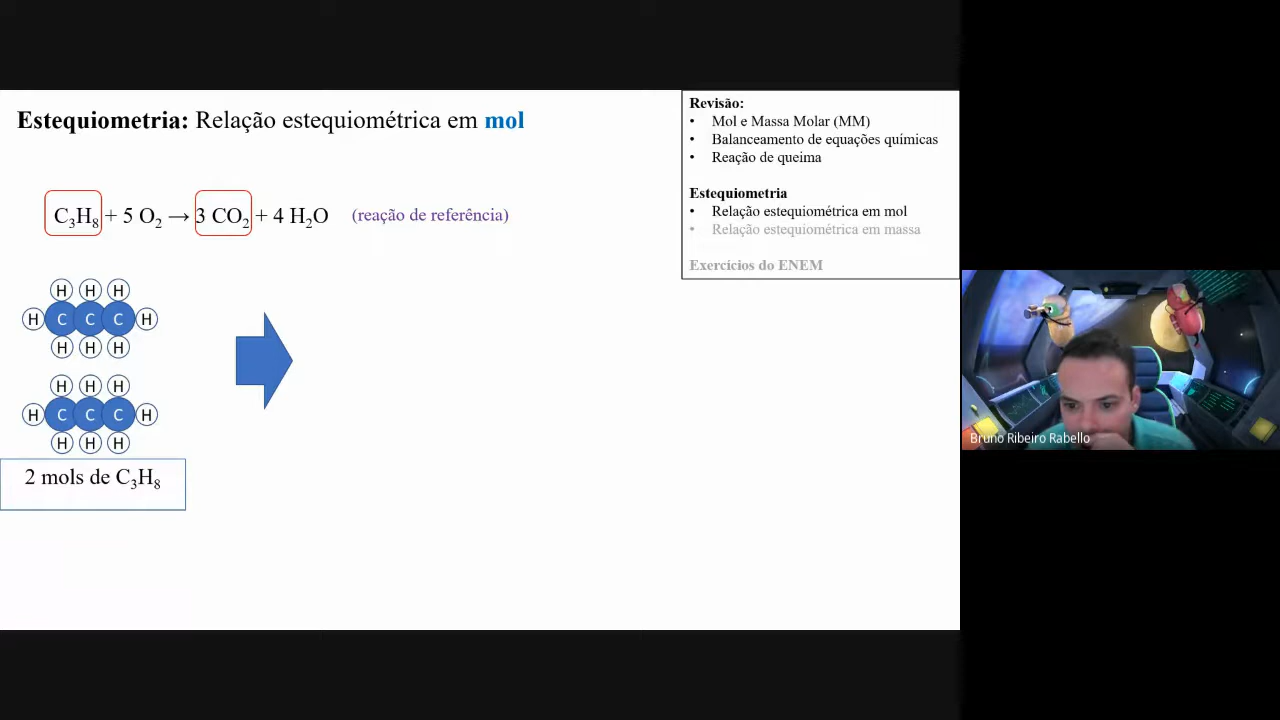 Estequiometria: Relação estequiométrica em mol
C₃H₈ + 5 O₂ → 3 CO₂ + 4 H₂O (reação de referência)
H H H
H C C C H
H H H
H H H
H C C C H
H H H
2 mols de C₃H₈
Revisão:
• Mol e Massa Molar (MM)
• Balanceamento de equações químicas
• Reação de queima
Estequiometria
• Relação estequiométrica em mol
• Relação estequiométrica em massa
Exercícios do ENEM
Bruno Ribeiro Rabello